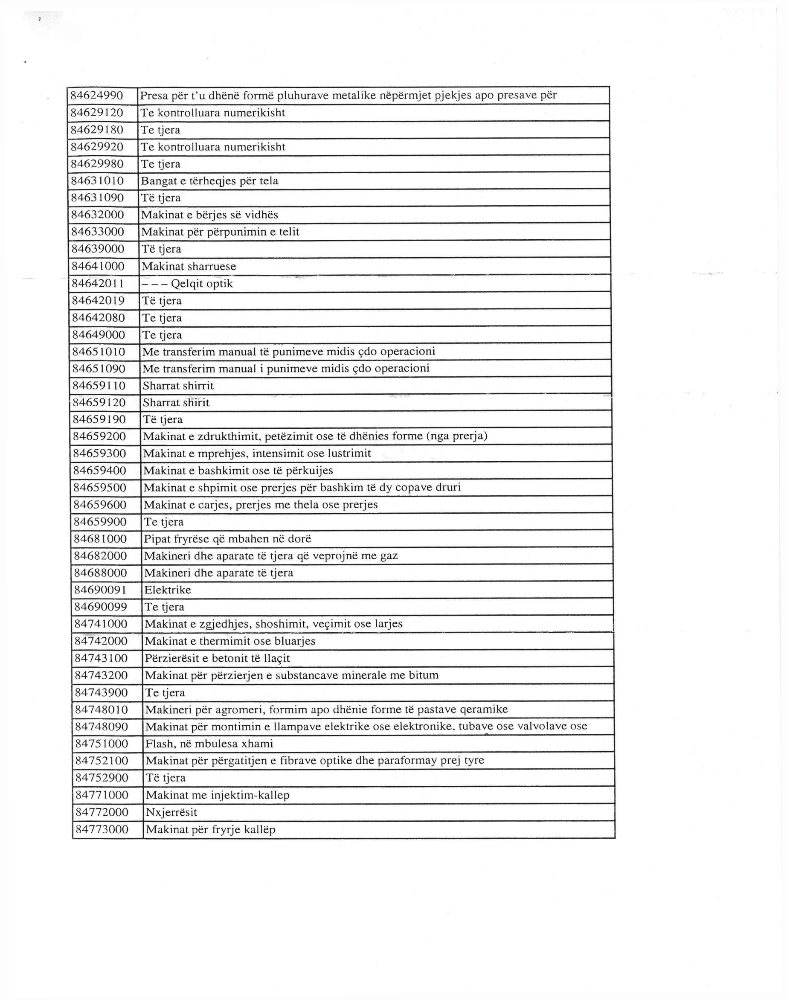 84624990 Presa për t’u dhënë formë pluhurave metalike nëpërmjet pjekjes apo presave për
84629120 Te kontrolluara numerikisht
84629180 Te tjera
84629920 Te kontrolluara numerikisht
84629980 Te tjera
84631010 Bangat e tërheqjes për tela
84631090 Të tjera
84632000 Makinat e bërjes së vidhës
84633000 Makinat për përpunimin e telit
84639000 Të tjera
84641000 Makinat sharruese
84642011 – – – Qelqit optik
84642019 Të tjera
84642080 Te tjera
84649000 Te tjera
84651010 Me transferim manual të punimeve midis çdo operacioni
84651090 Me transferim manual i punimeve midis çdo operacioni
84659110 Sharrat shirrit
84659120 Sharrat shirit
84659190 Të tjera
84659200 Makinat e zdrukthimit, petëzimit ose të dhënies forme (nga prerja)
84659300 Makinat e mprehjes, intensimit ose lustrimit
84659400 Makinat e bashkimit ose të përkuijes
84659500 Makinat e shpimit ose prerjes për bashkim të dy copave druri
84659600 Makinat e carjes, prerjes me thela ose prerjes
84659900 Te tjera
84681000 Pipat fryrëse që mbahen në dorë
84682000 Makineri dhe aparate të tjera që veprojnë me gaz
84688000 Makineri dhe aparate të tjera
84690091 Elektrike
84690099 Te tjera
84741000 Makinat e zgjedhjes, shoshimit, veçimit ose larjes
84742000 Makinat e thermimit ose bluarjes
84743100 Përzierësit e betonit të llaçit
84743200 Makinat për përzierjen e substancave minerale me bitum
84743900 Te tjera
84748010 Makineri për agromeri, formim apo dhënie forme të pastave qeramike
84748090 Makinat për montimin e llampave elektrike ose elektronike, tubave ose valvolave ose
84751000 Flash, në mbulesa xhami
84752100 Makinat për përgatitjen e fibrave optike dhe paraformay prej tyre
84752900 Të tjera
84771000 Makinat me injektim-kallep
84772000 Nxjerrësit
84773000 Makinat për fryrje kallëp